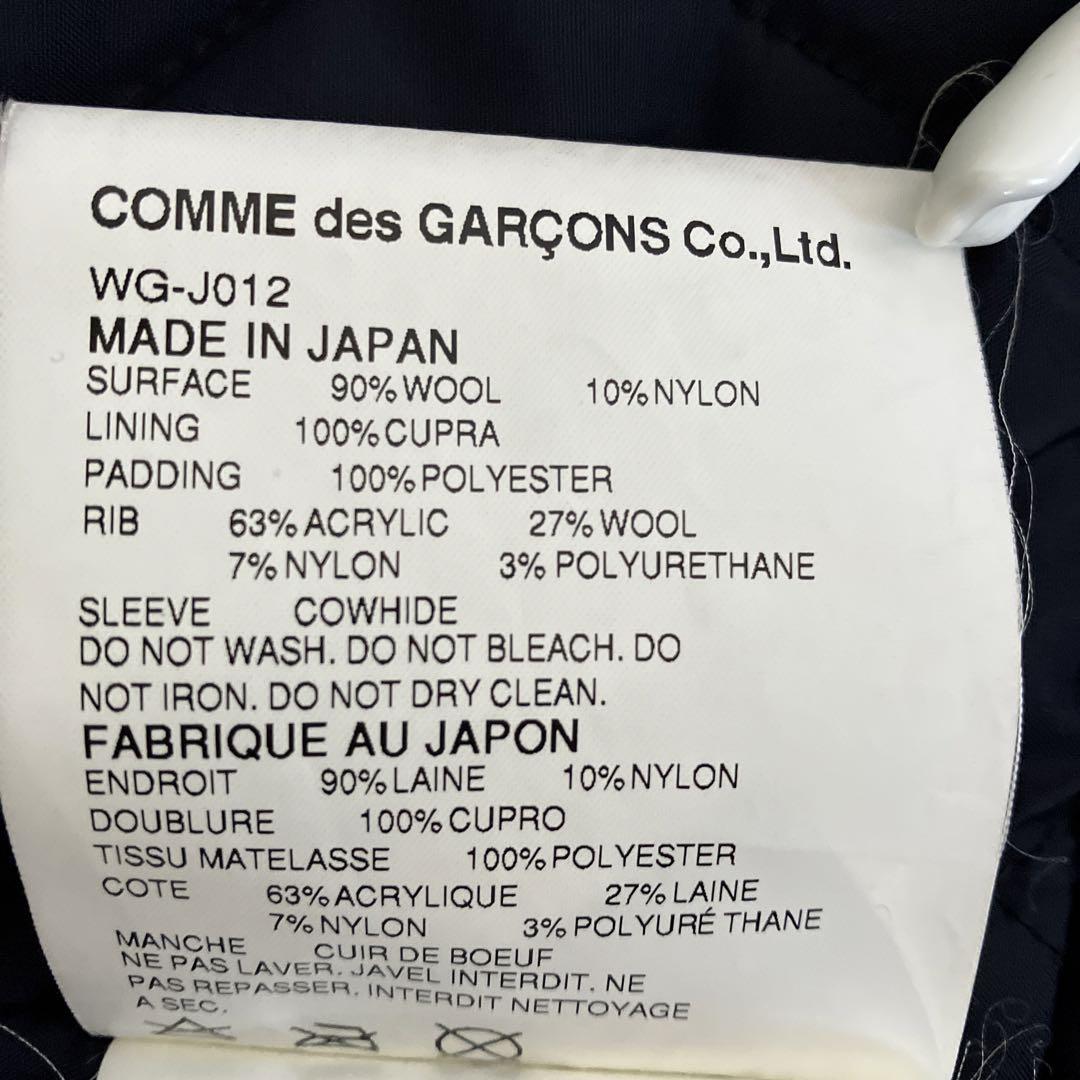 COMME des GARÇONS Co.,Ltd.
WG-J012
MADE IN JAPAN
SURFACE 90% WOOL 10% NYLON
LINING 100% CUPRA
PADDING 100% POLYESTER
RIB 63% ACRYLIC 27% WOOL
7% NYLON 3% POLYURETHANE
SLEEVE COWHIDE
DO NOT WASH. DO NOT BLEACH. DO
NOT IRON. DO NOT DRY CLEAN.
FABRIQUE AU JAPON
ENDROIT 90% LAINE 10% NYLON
DOUBLURE 100% CUPRO
TISSU MATELASSE 100% POLYESTER
COTE 63% ACRYLIQUE 27% LAINE
7% NYLON 3% POLYURÉ THANE
MANCHE CUIR DE BOEUF
NE PAS LAVER. JAVEL INTERDIT. NE
PAS REPASSER. INTERDIT NETTOYAGE
A SEC.